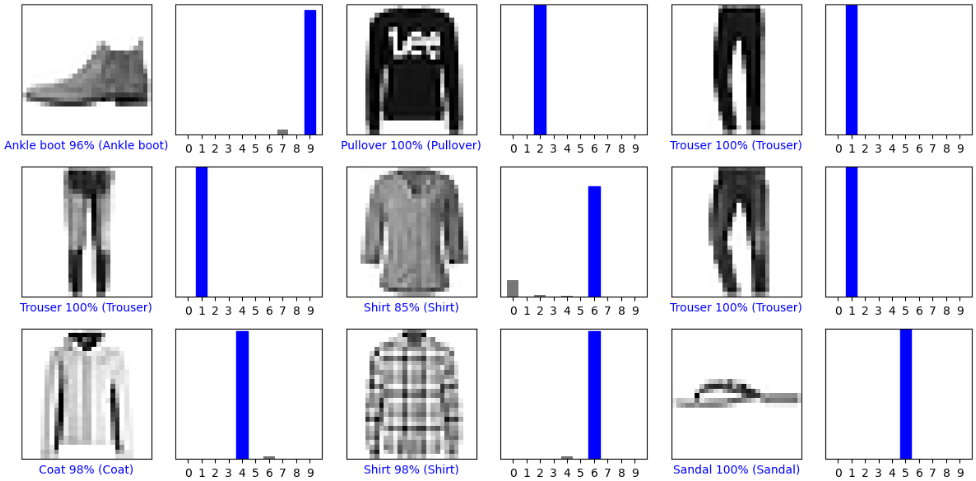 Lee
Ankle boot 96% (Ankle boot)
0 1 2 3 4 5 6 7 8 9
Pullover 100% (Pullover)
0 1 2 3 4 5 6 7 8 9
Trouser 100% (Trouser)
0 1 2 3 4 5 6 7 8 9
Trouser 100% (Trouser)
0 1 2 3 4 5 6 7 8 9
Shirt 85% (Shirt)
0 1 2 3 4 5 6 7 8 9
Trouser 100% (Trouser)
0 1 2 3 4 5 6 7 8 9
Coat 98% (Coat)
0 1 2 3 4 5 6 7 8 9
Shirt 98% (Shirt)
0 1 2 3 4 5 6 7 8 9
Sandal 100% (Sandal)
0 1 2 3 4 5 6 7 8 9